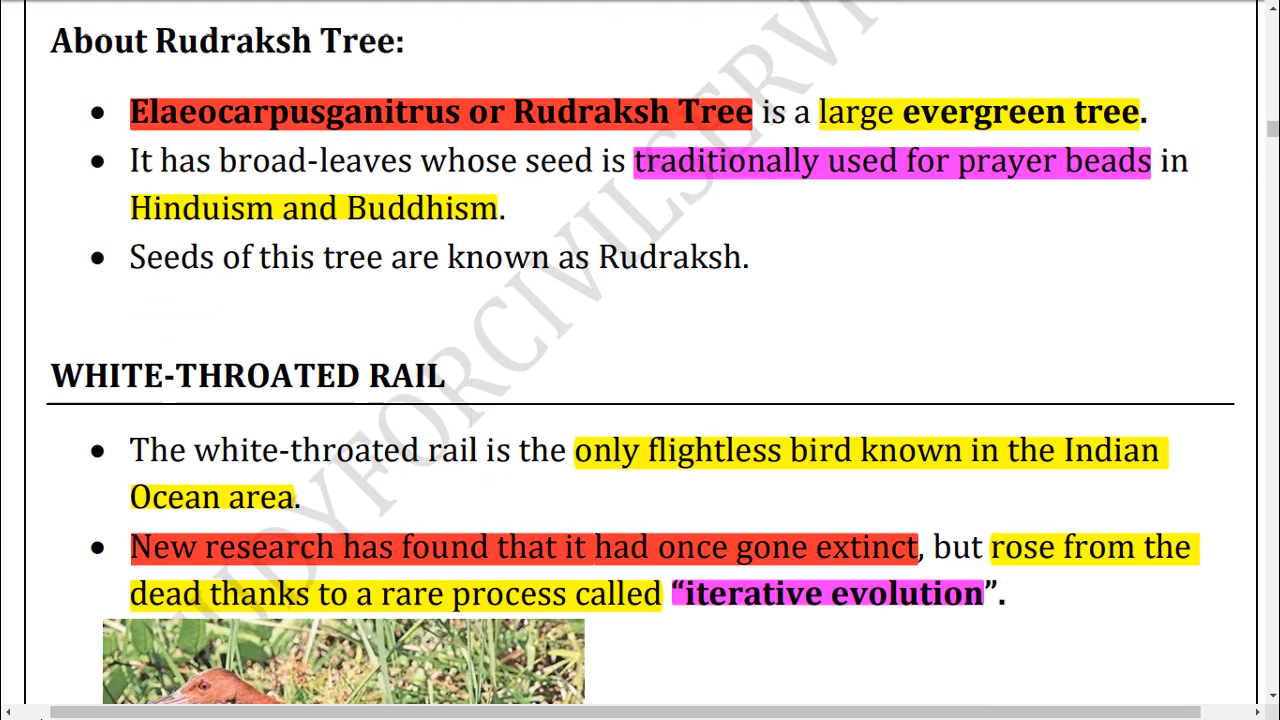 About Rudraksh Tree:
• Elaeocarpusganitrus or Rudraksh Tree is a large evergreen tree.
• It has broad-leaves whose seed is traditionally used for prayer beads in
Hinduism and Buddhism.
• Seeds of this tree are known as Rudraksh.
WHITE-THROATED RAIL
• The white-throated rail is the only flightless bird known in the Indian
Ocean area.
• New research has found that it had once gone extinct, but rose from the
dead thanks to a rare process called “iterative evolution”.
UDYFORCIVILSERVI